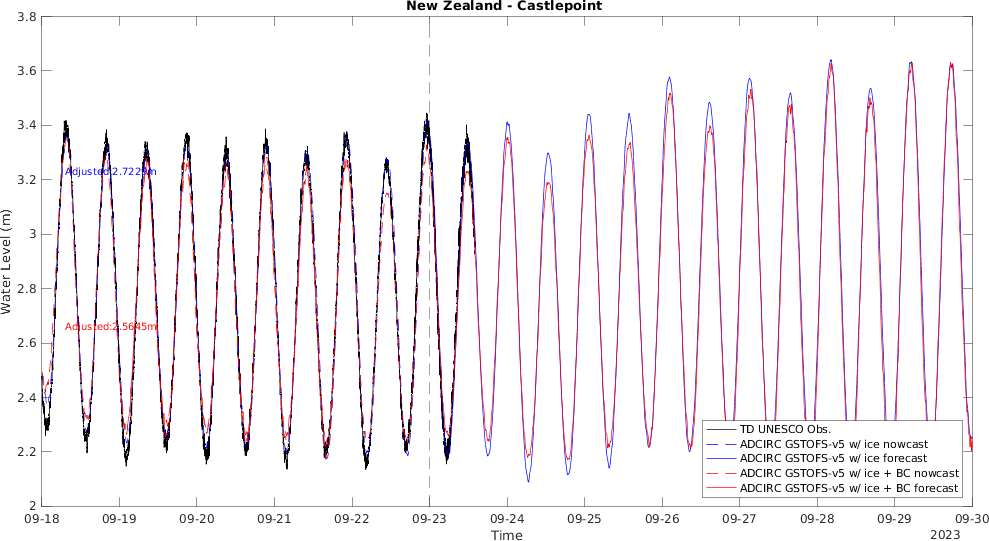 New Zealand - Castlepoint
3.8
3.6
3.4
3.2
3
2.8
2.6
2.4
2.2
2
Water Level (m)
Adjusted:2.7229m
Adjusted:2.5645m
TD UNESCO Obs.
ADCIRC GSTOFS-v5 w/ ice nowcast
ADCIRC GSTOFS-v5 w/ ice forecast
ADCIRC GSTOFS-v5 w/ ice + BC nowcast
ADCIRC GSTOFS-v5 w/ ice + BC forecast
09-18 09-19 09-20 09-21 09-22 09-23 09-24 09-25 09-26 09-27 09-28 09-29 09-30
Time
2023